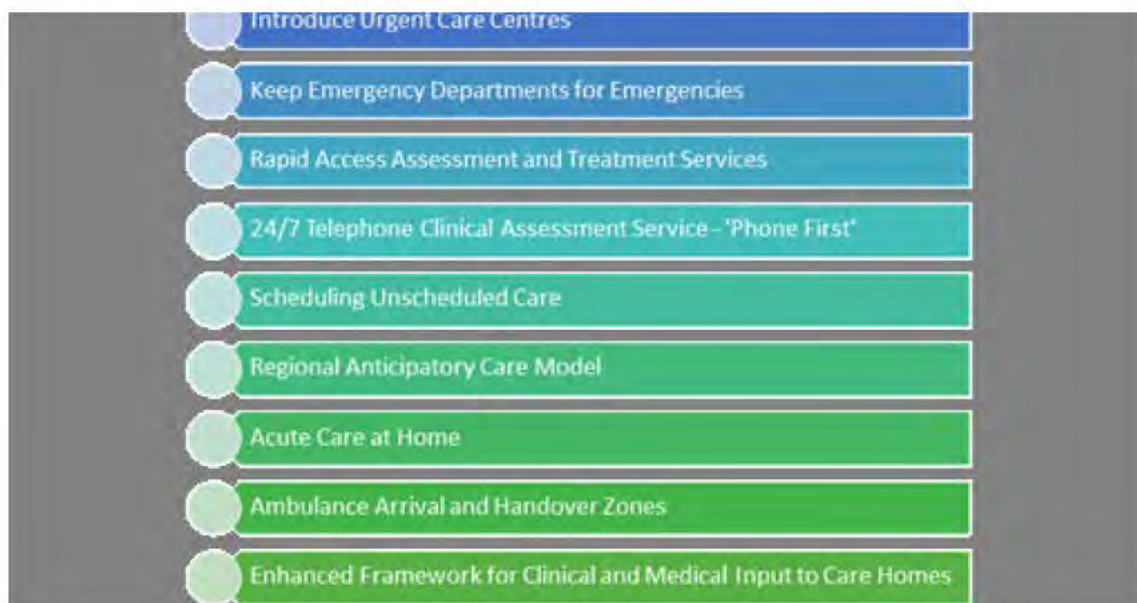 Introduce Urgent Care Centres
Keep Emergency Departments for Emergencies
Rapid Access Assessment and Treatment Services
24/7 Telephone Clinical Assessment Service - 'Phone First'
Scheduling Unscheduled Care
Regional Anticipatory Care Model
Acute Care at Home
Ambulance Arrival and Handover Zones
Enhanced Framework for Clinical and Medical Input to Care Homes